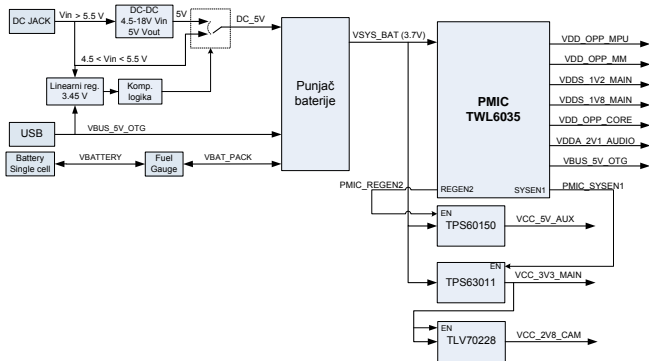 DC JACK
Vin > 5.5 V
DC-DC
4.5-18V Vin
5V Vout
5V
DC_5V
4.5 < Vin < 5.5 V
Linearni reg.
3.45 V
Komp.
logika
USB
VBUS_5V_OTG
Battery
Single cell
VBATTERY
Fuel
Gauge
VBAT_PACK
Punjač
baterije
VSYS_BAT (3.7V)
PMIC
TWL6035
REGEN2
SYSEN1
VDD_OPP_MPU
VDD_OPP_MM
VDDS_1V2_MAIN
VDDS_1V8_MAIN
VDD_OPP_CORE
VDDA_2V1_AUDIO
VBUS_5V_OTG
PMIC_REGEN2
PMIC_SYSEN1
EN
TPS60150
VCC_5V_AUX
EN
TPS63011
VCC_3V3_MAIN
EN
TLV70228
VCC_2V8_CAM